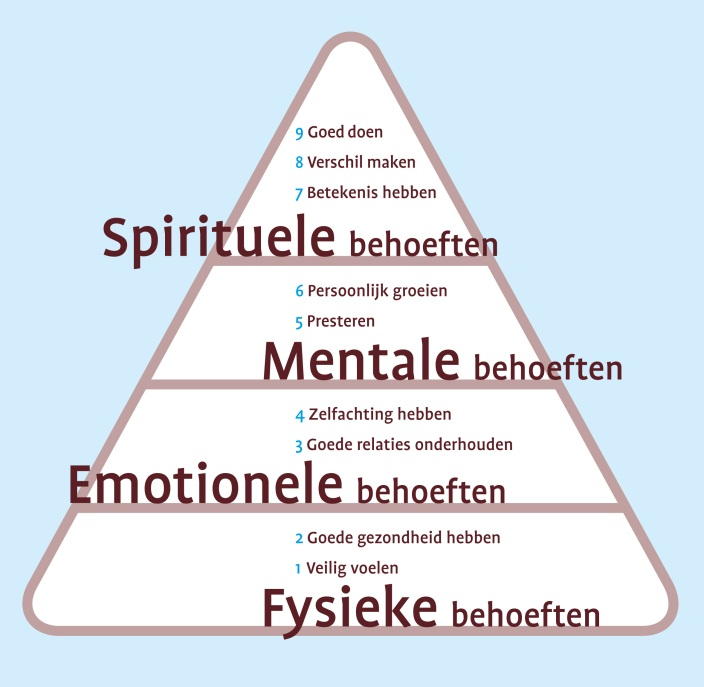 9 Goed doen
8 Verschil maken
7 Betekenis hebben
Spirituele behoeften
6 Persoonlijk groeien
5 Presteren
Mentale behoeften
4 Zelfachting hebben
3 Goede relaties onderhouden
Emotionele behoeften
2 Goede gezondheid hebben
1 Veilig voelen
Fysieke behoeften